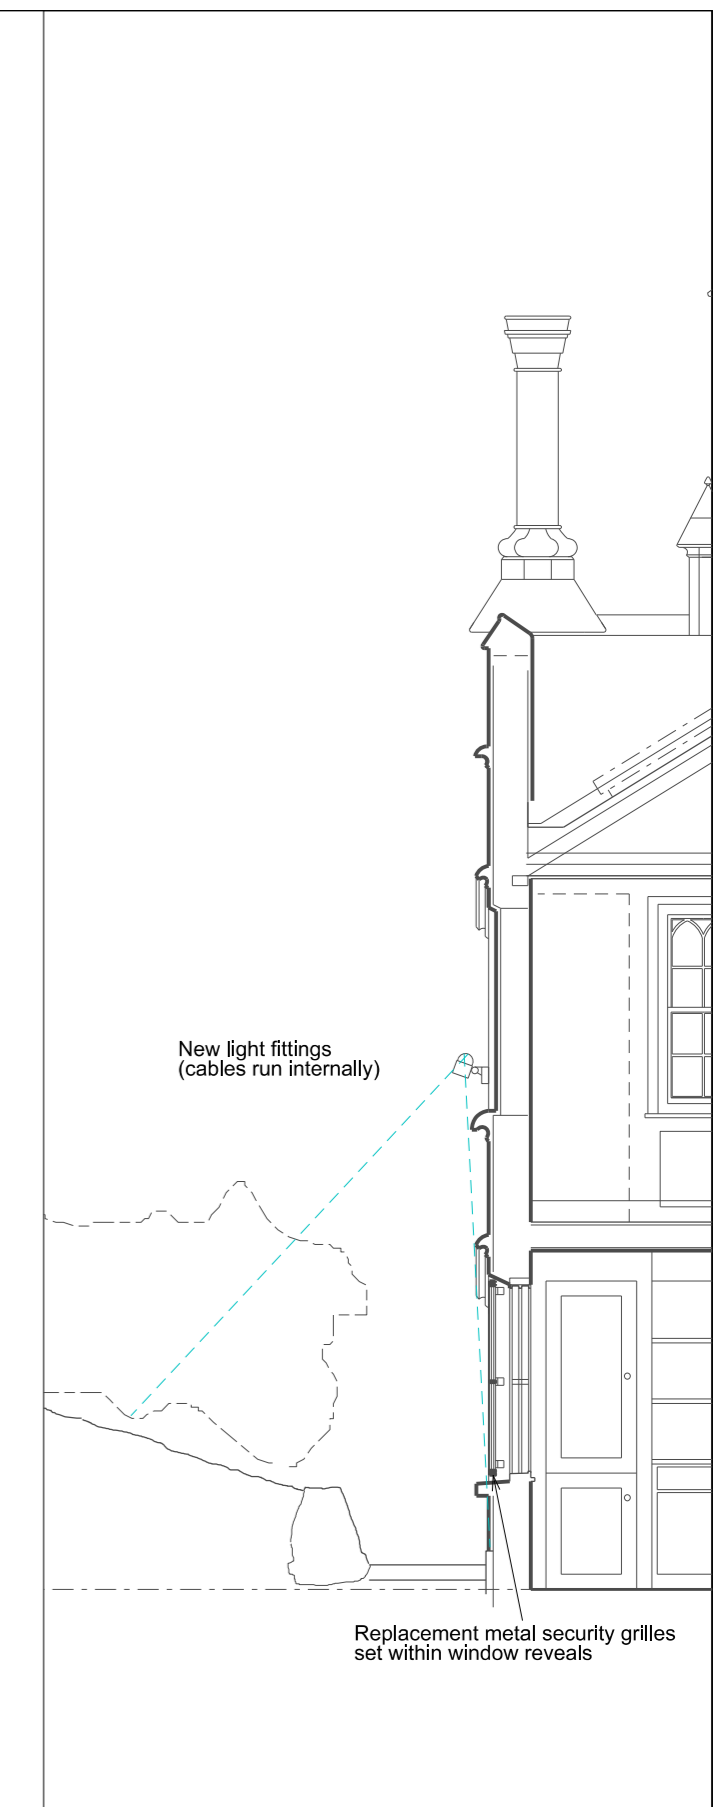 New light fittings
(cables run internally)
Replacement metal security grilles
set within window reveals